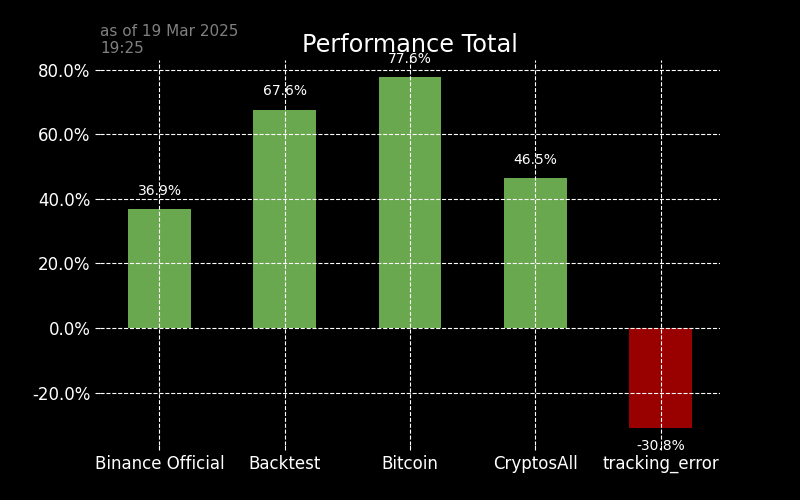 as of 19 Mar 2025
19:25
Performance Total
80.0%
60.0%
40.0%
20.0%
0.0%
-20.0%
36.9%
67.6%
77.6%
46.5%
-30.8%
Binance Official
Backtest
Bitcoin
CryptosAll
tracking_error